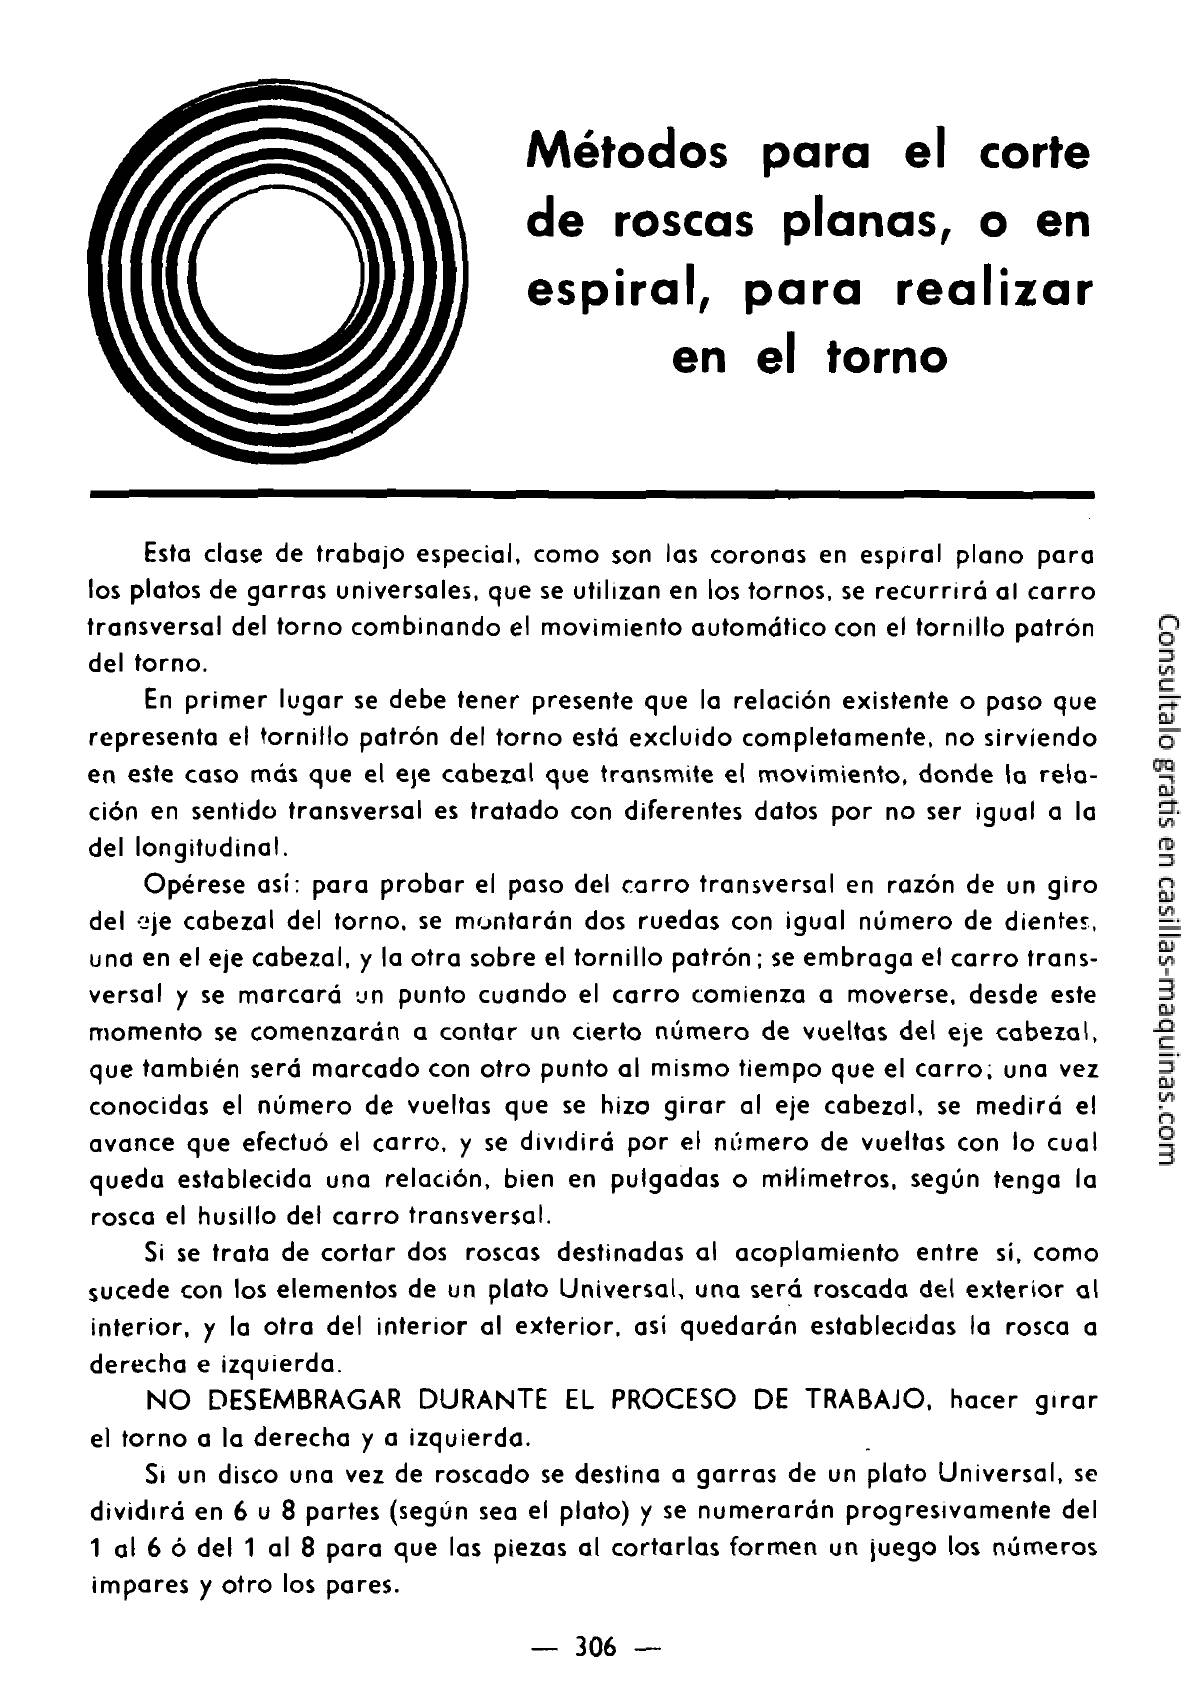 Métodos para el corte
de roscas planas, o en
espiral, para realizar
en el torno
Esta clase de trabajo especial, como son las coronas en espiral plano para
los platos de garras universales, que se utilizan en los tornos, se recurrirá al carro
transversal del torno combinando el movimiento automático con el tornillo patrón
del torno.
En primer lugar se debe tener presente que la relación existente o paso que
representa el tornillo patrón del torno está excluido completamente, no sirviendo
en este caso más que el eje cabezal que transmite el movimiento, donde la rela-
ción en sentido transversal es tratado con diferentes datos por no ser igual a la
del longitudinal.
Opérese así: para probar el paso del carro transversal en razón de un giro
del eje cabezal del torno, se montarán dos ruedas con igual número de dientes,
una en el eje cabezal, y la otra sobre el tornillo patrón; se embraga el carro trans-
versal y se marcará un punto cuando el carro comienza a moverse, desde este
momento se comenzarán a contar un cierto número de vueltas del eje cabezal,
que también será marcado con otro punto al mismo tiempo que el carro; una vez
conocidas el número de vueltas que se hizo girar al eje cabezal, se medirá el
avance que efectuó el carro, y se dividirá por el número de vueltas con lo cual
queda establecida una relación, bien en pulgadas o milímetros, según tenga la
rosca el husillo del carro transversal.
Si se trata de cortar dos roscas destinadas al acoplamiento entre sí, como
sucede con los elementos de un plato Universal, una será roscada del exterior al
interior, y la otra del interior al exterior, así quedarán establecidas la rosca a
derecha e izquierda.
NO DESEMBRAGAR DURANTE EL PROCESO DE TRABAJO, hacer girar
el torno a la derecha y a izquierda.
Si un disco una vez de roscado se destina a garras de un plato Universal, se
dividirá en 6 u 8 partes (según sea el plato) y se numerarán progresivamente del
1 al 6 ó del 1 al 8 para que las piezas al cortarlas formen un juego los números
impares y otro los pares.
— 306 —
Consultalo gratis en casillas-maquinas.com